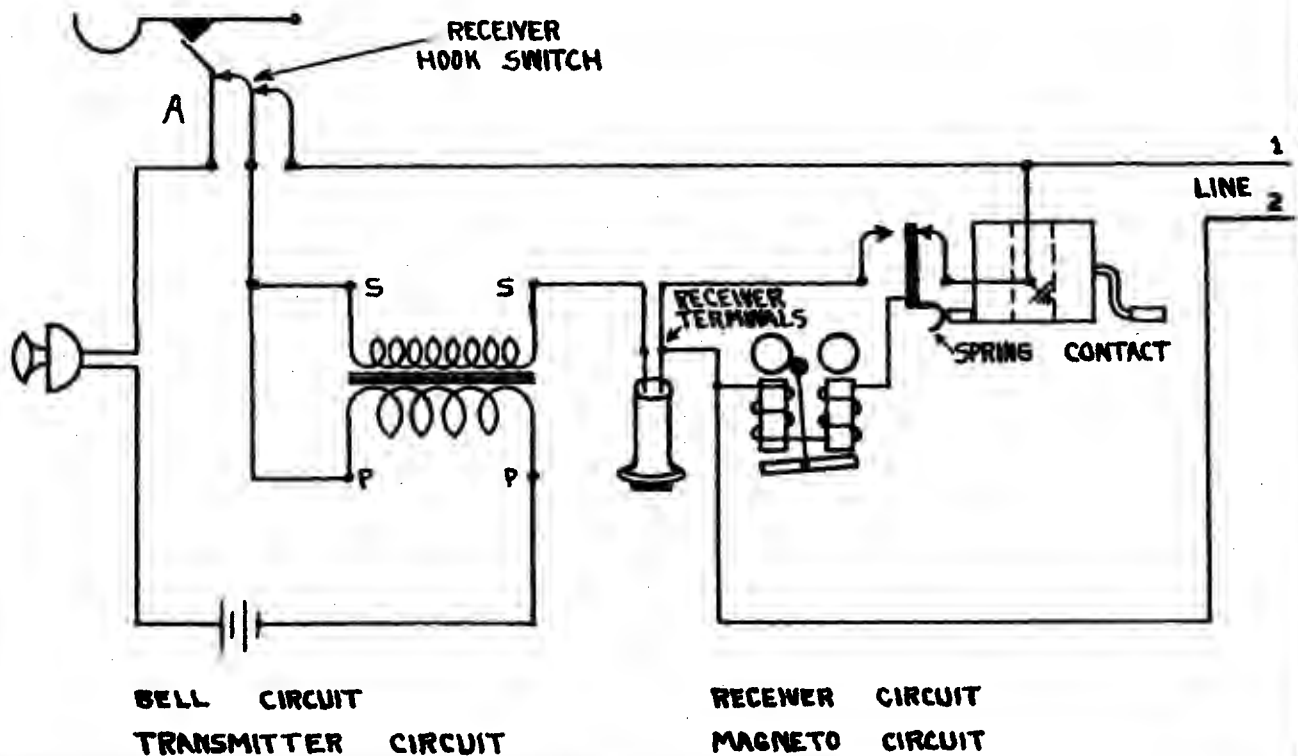 RECEIVER
HOOK SWITCH
A
1
LINE
2
S
S
RECEIVER
TERMINALS
SPRING CONTACT
P
P
BELL CIRCUIT
TRANSMITTER CIRCUIT
RECEIVER CIRCUIT
MAGNETO CIRCUIT